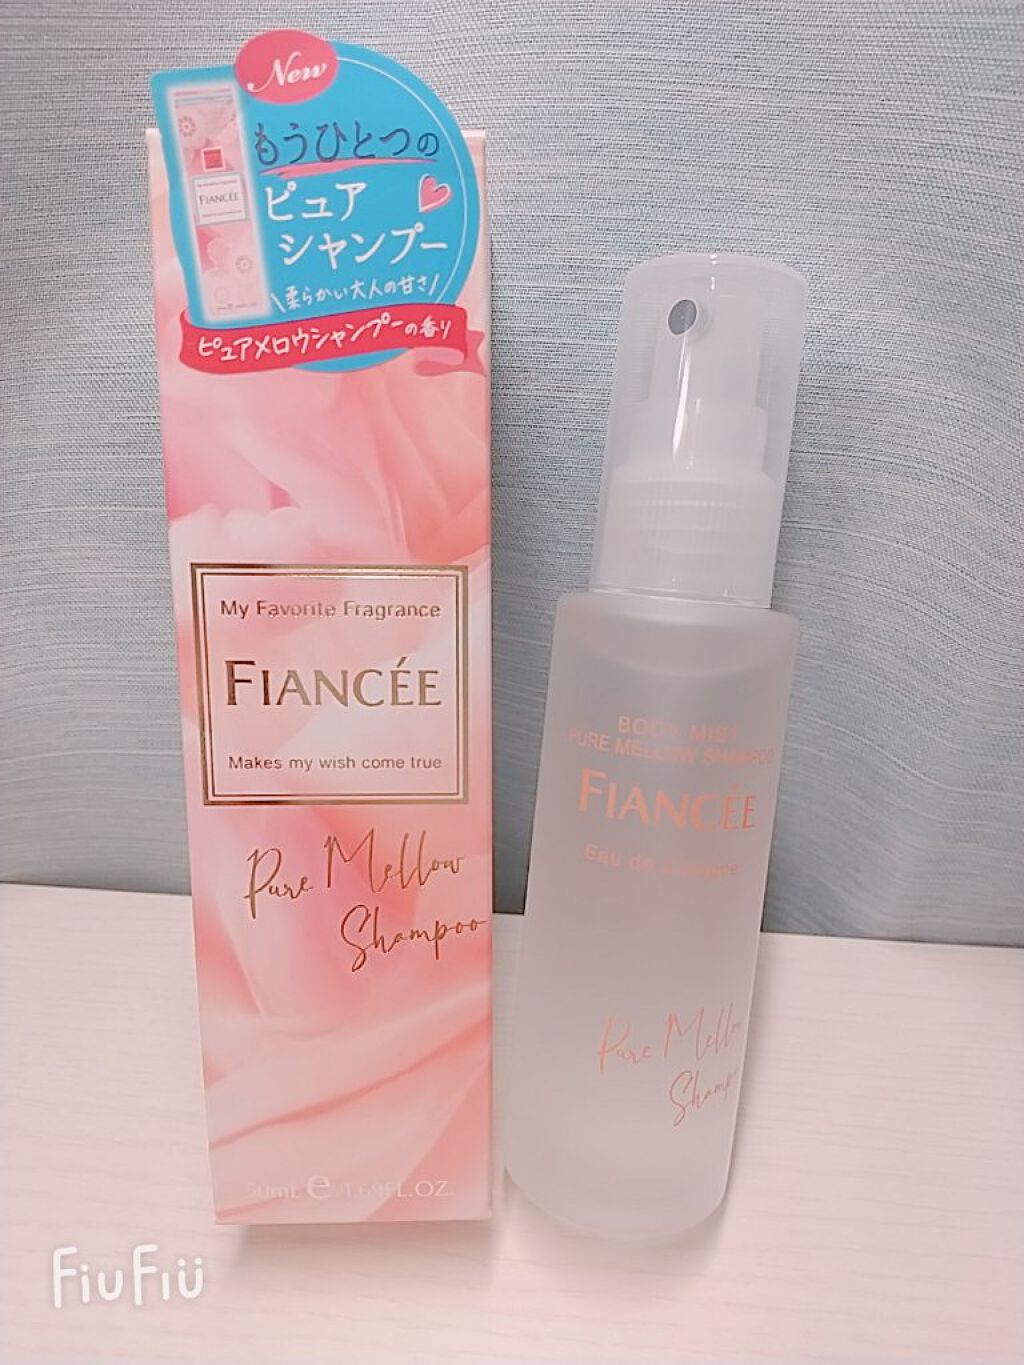 New
もうひとつの
ピュア
シャンプー
\柔らかい大人の甘さ/
ピュアメロウシャンプーの香り
FIANCÉE
My Favorite Fragrance
FIANCÉE
Makes my wish come true
Pure Mellow
Shampoo
50mL e 1.69FL.OZ.
BODY MIST
PURE MELLOW SHAMPOO
FIANCÉE
Eau de Cologne
Pure Mellow
Shampo
FiuFiü